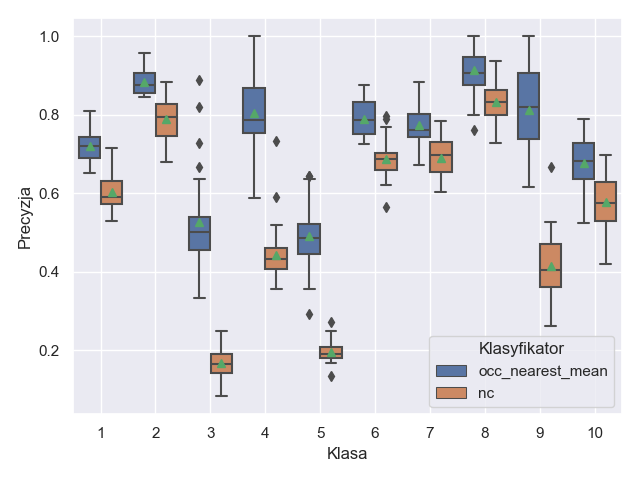 1.0
0.8
0.6
0.4
0.2
Precyzja
1 2 3 4 5 6 7 8 9 10
Klasa
Klasyfikator
occ_nearest_mean
nc